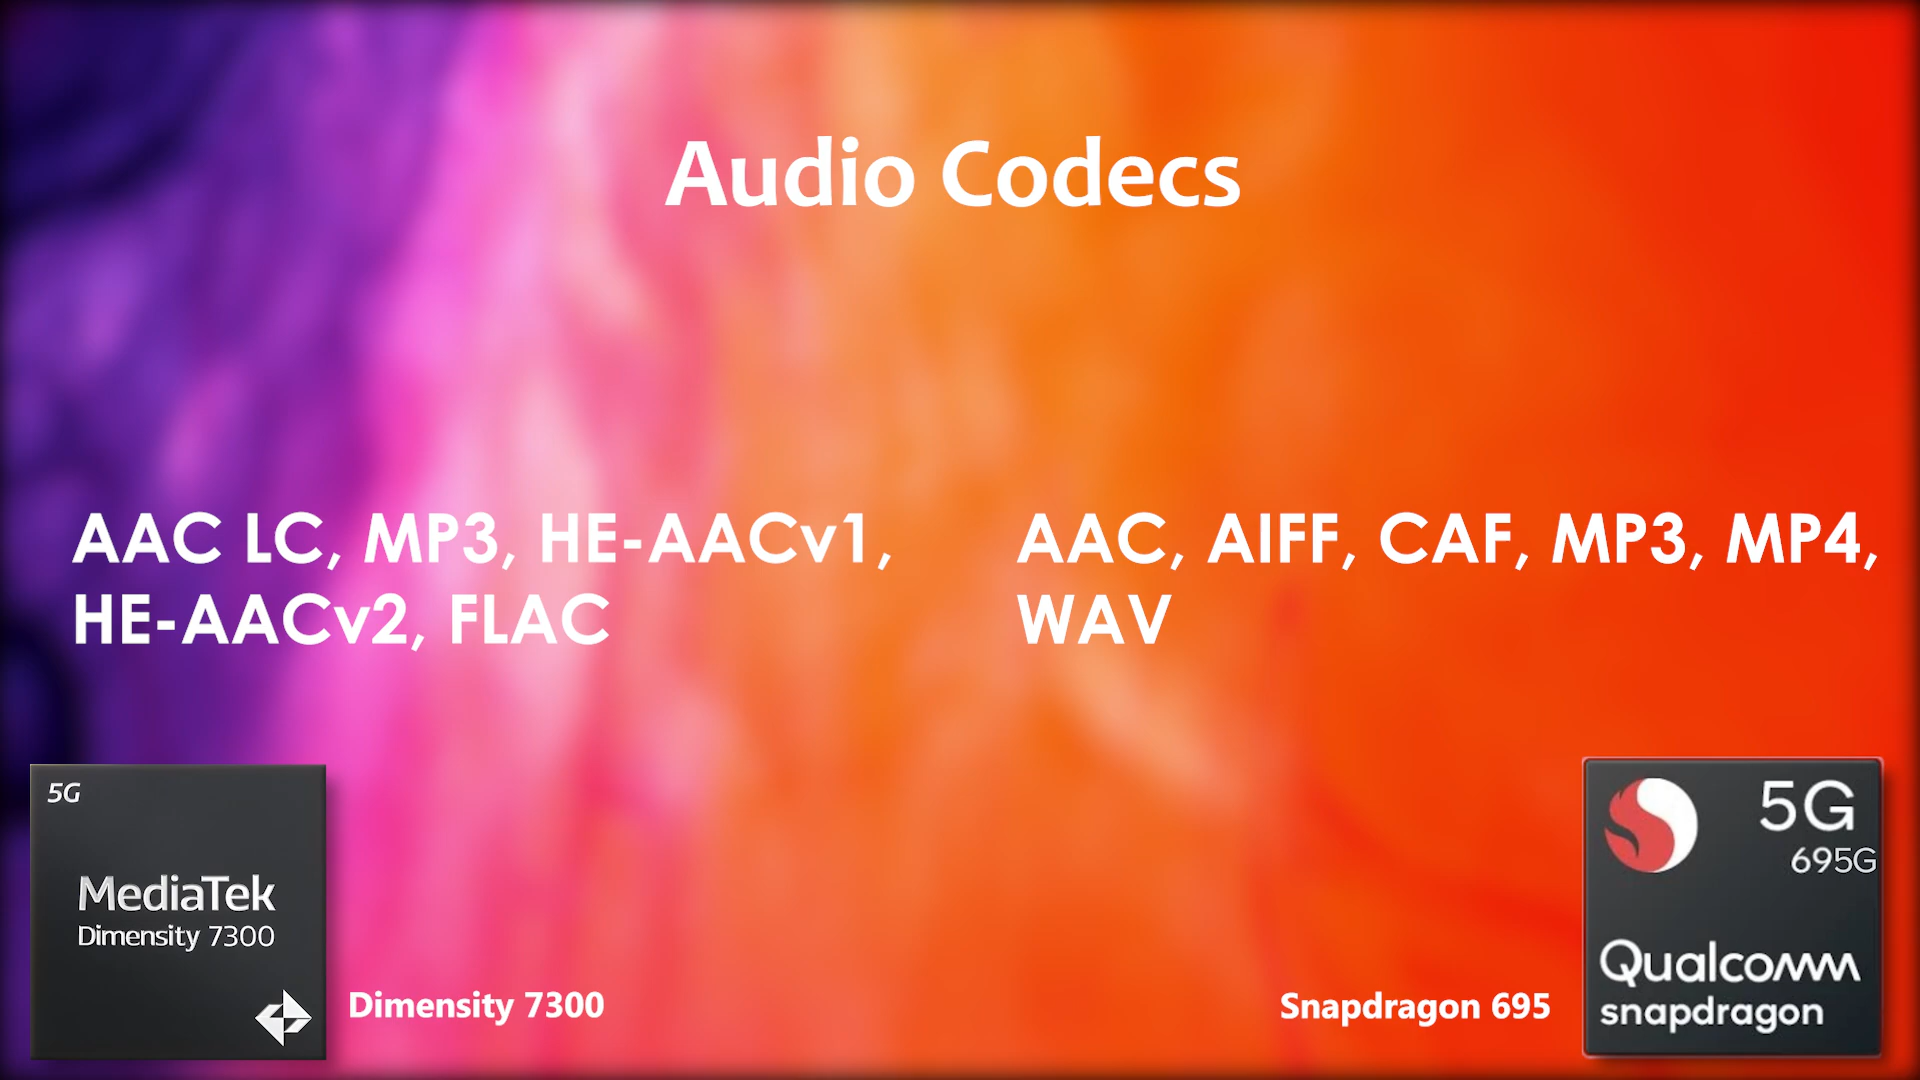 Audio Codecs
AAC LC, MP3, HE-AACv1,
HE-AACv2, FLAC
AAC, AIFF, CAF, MP3, MP4,
WAV
5G
MediaTek
Dimensity 7300
Dimensity 7300
Snapdragon 695
5G
695G
Qualcomm
snapdragon